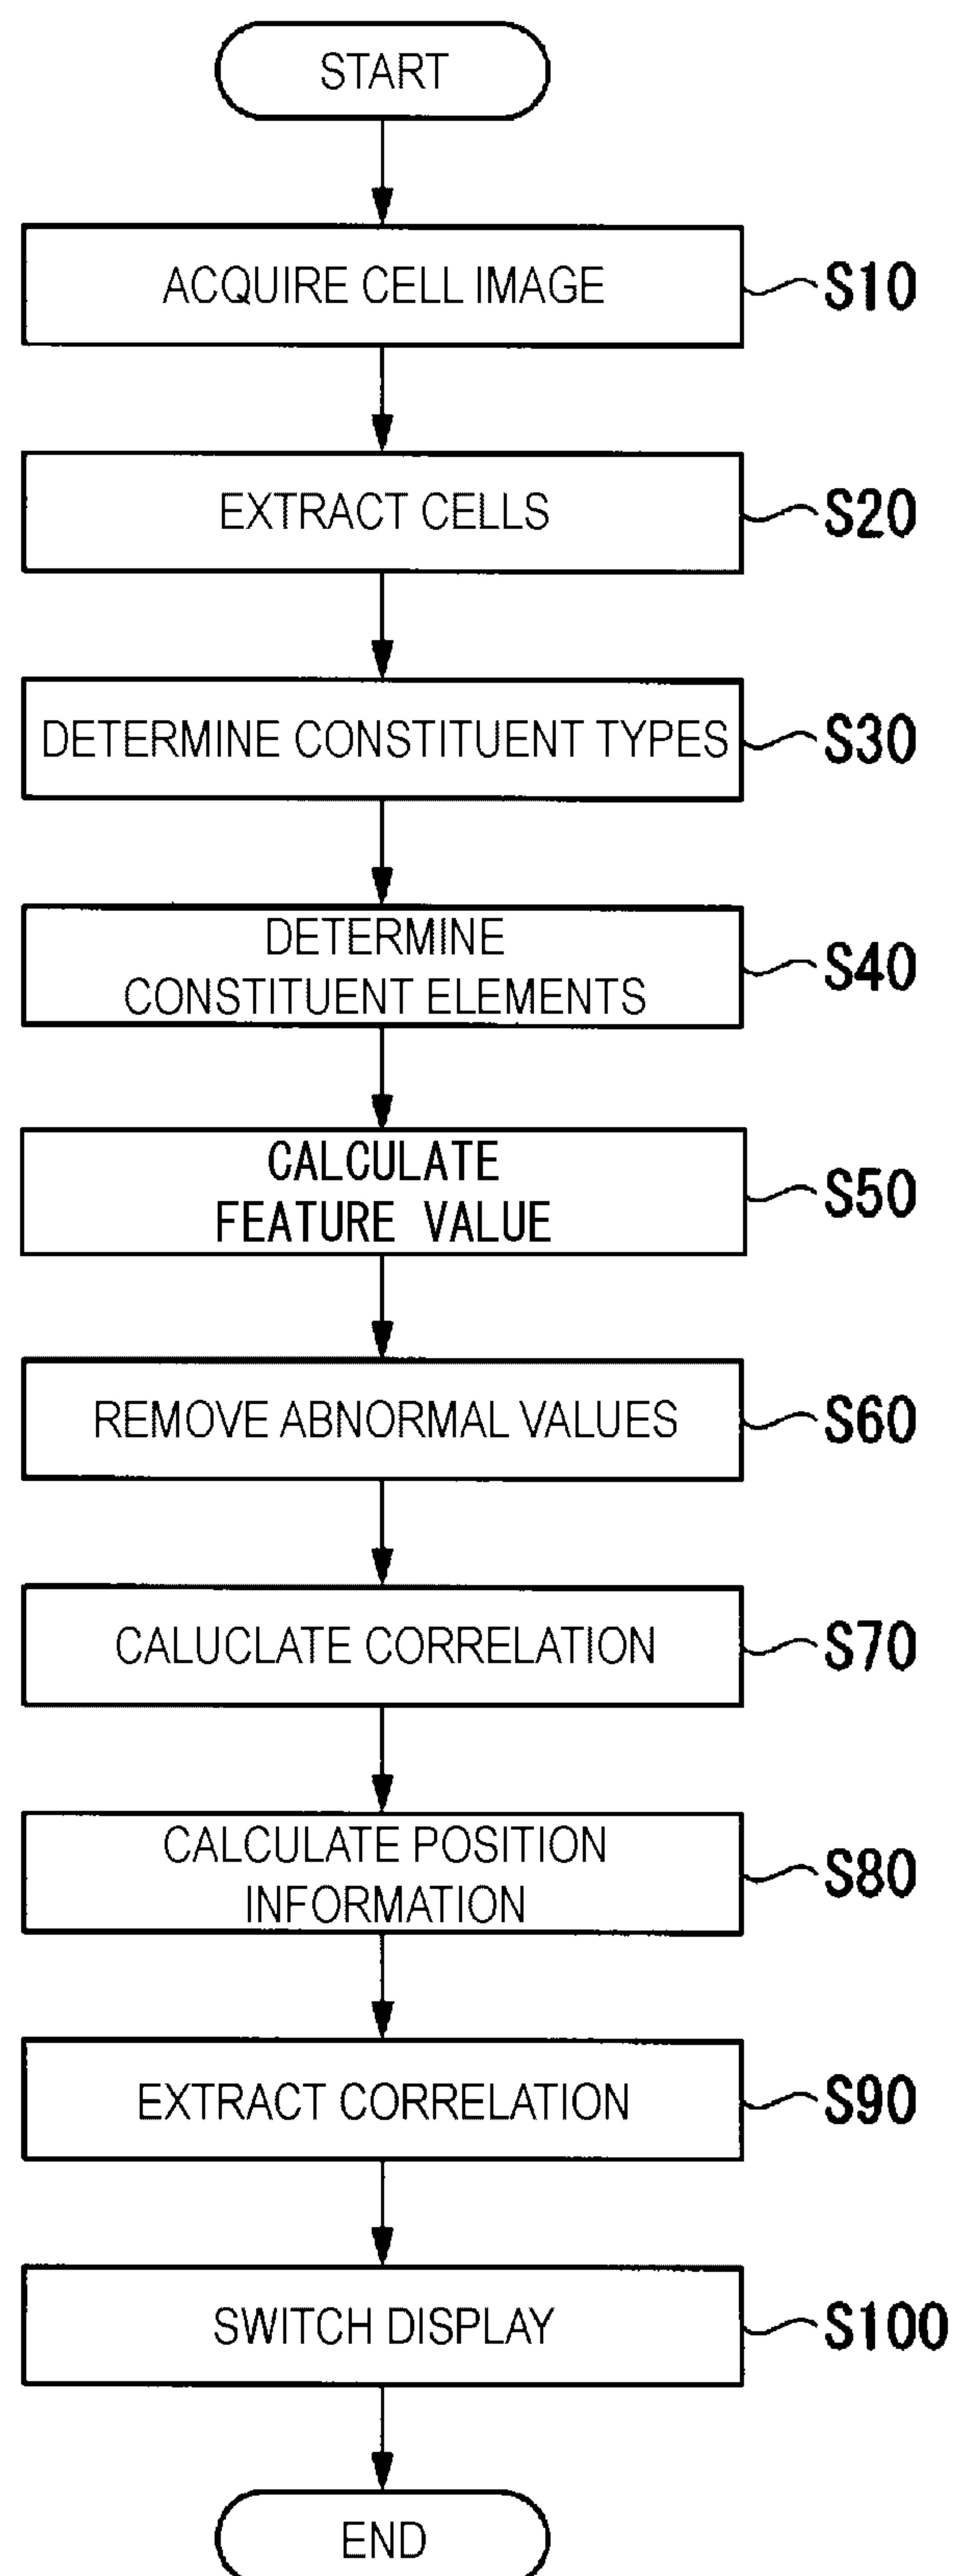 START
ACQUIRE CELL IMAGE
S10
EXTRACT CELLS
S20
DETERMINE CONSTITUENT TYPES
S30
DETERMINE
CONSTITUENT ELEMENTS
S40
CALCULATE
FEATURE VALUE
S50
REMOVE ABNORMAL VALUES
S60
CALUCLATE CORRELATION
S70
CALCULATE POSITION
INFORMATION
S80
EXTRACT CORRELATION
S90
SWITCH DISPLAY
S100
END